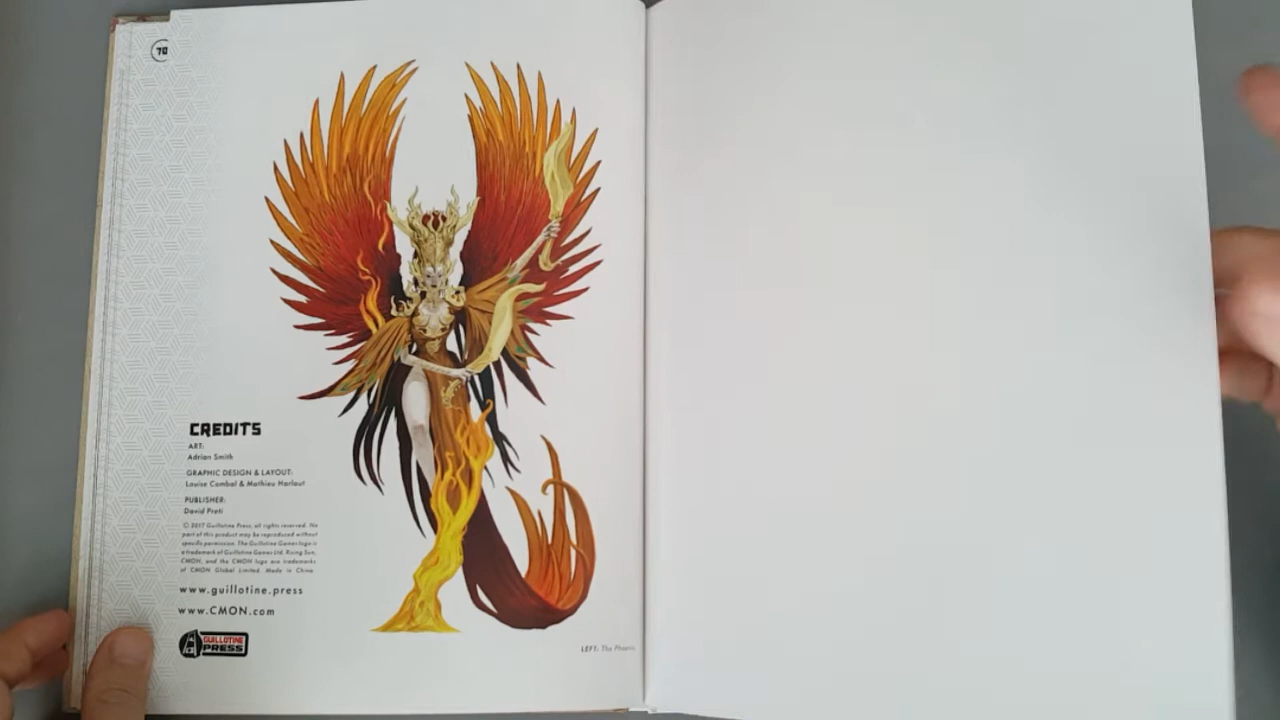 70
CREDITS
ART:
Adrian Smith
GRAPHIC DESIGN & LAYOUT:
Louise Combal & Mathieu Harlaut
PUBLISHER:
David Preti
© 2017 Guillotine Press, all rights reserved. No
part of this product may be reproduced without
specific permission. The Guillotine Games logo is
a trademark of Guillotine Games Ltd. Rising Sun,
CMON, and the CMON logo are trademarks
of CMON Global Limited. Made in China.
www.guillotine.press
www.CMON.com
GUILLOTINE
PRESS
LEFT: The Phoenix